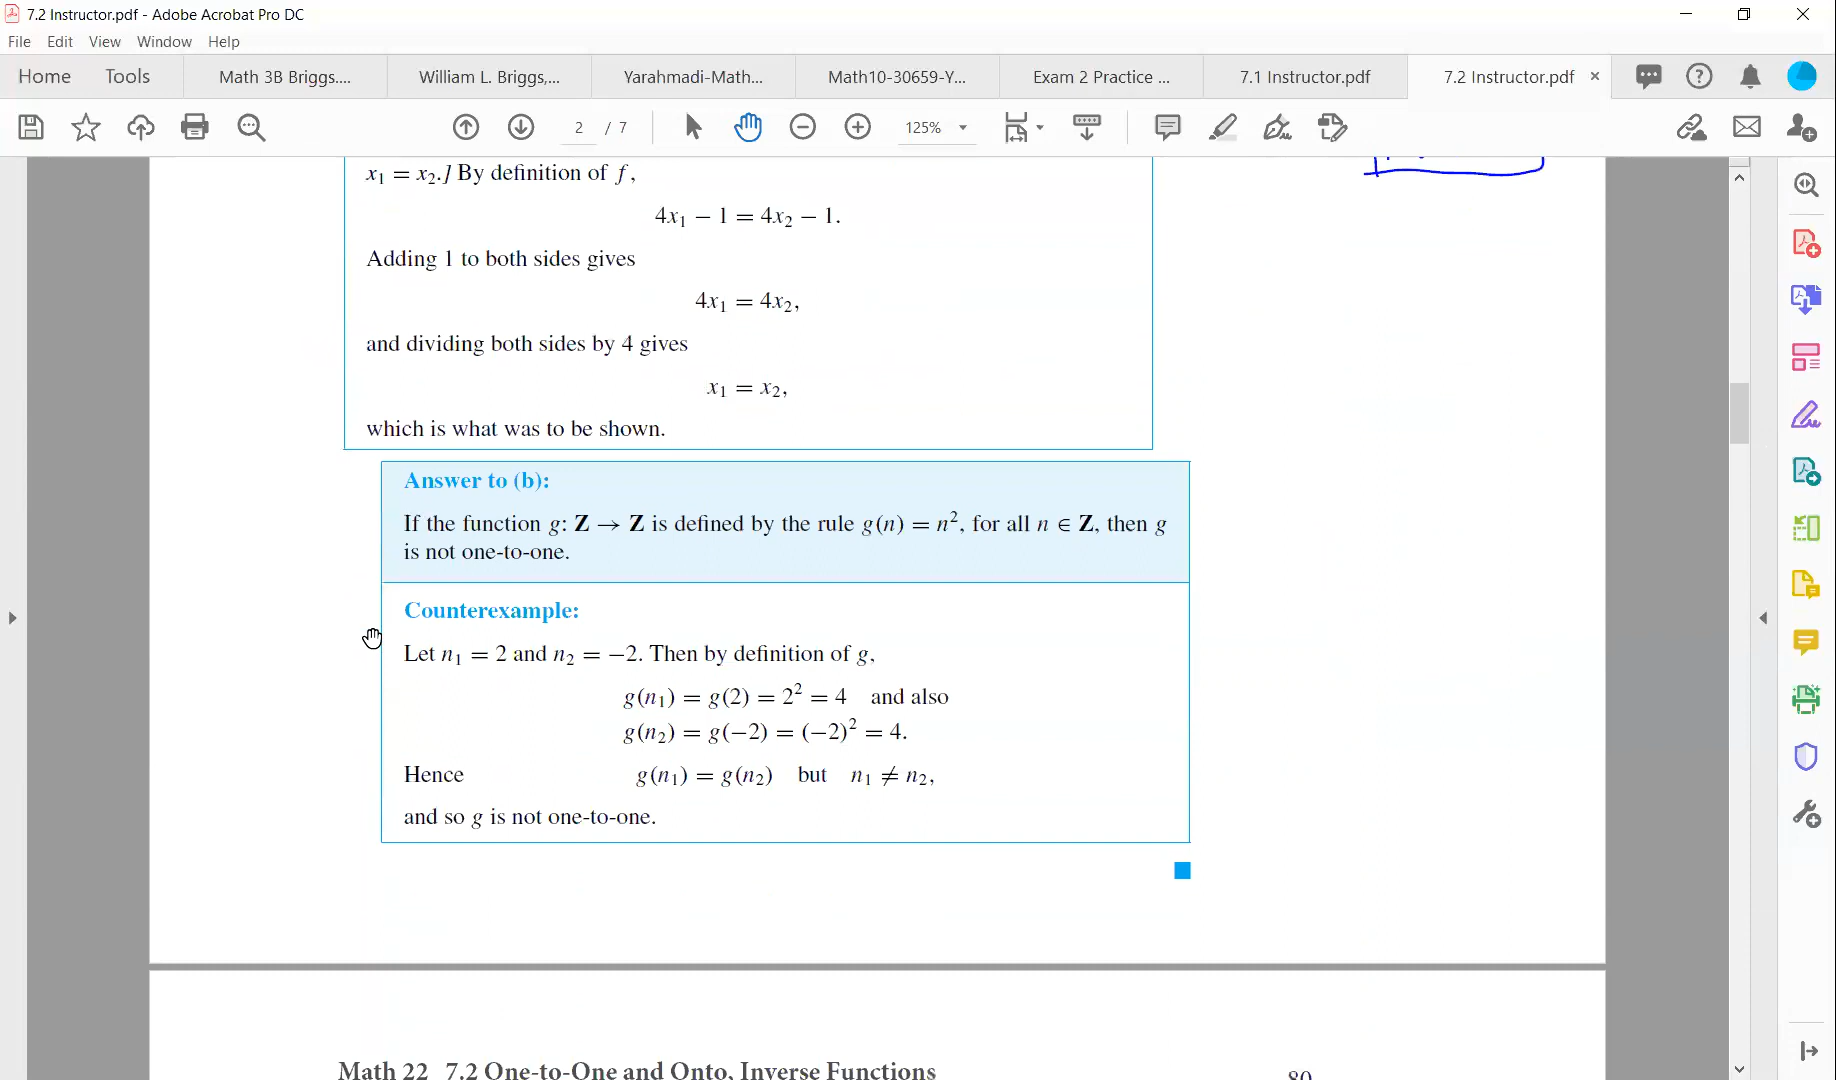 7.2 Instructor.pdf - Adobe Acrobat Pro DC
File Edit View Window Help
Home Tools Math 3B Briggs.... William L. Briggs,... Yarahmadi-Math... Math10-30659-Y... Exam 2 Practice ... 7.1 Instructor.pdf 7.2 Instructor.pdf ×
2 / 7 125%
x₁ = x₂.] By definition of f,
4x₁ − 1 = 4x₂ − 1.
Adding 1 to both sides gives
4x₁ = 4x₂,
and dividing both sides by 4 gives
x₁ = x₂,
which is what was to be shown.
Answer to (b):
If the function g: Z → Z is defined by the rule g(n) = n², for all n ∈ Z, then g
is not one-to-one.
Counterexample:
Let n₁ = 2 and n₂ = −2. Then by definition of g,
g(n₁) = g(2) = 2² = 4 and also
g(n₂) = g(−2) = (−2)² = 4.
Hence g(n₁) = g(n₂) but n₁ ≠ n₂,
and so g is not one-to-one.
Math 22 7.2 One-to-One and Onto, Inverse Functions 80